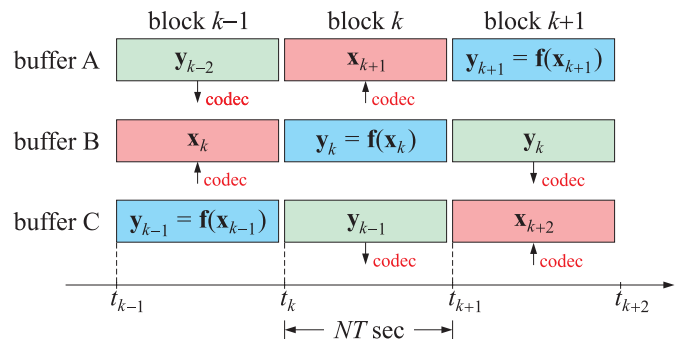 block k−1 block k block k+1
buffer A y_{k−2} x_{k+1} y_{k+1} = f(x_{k+1})
codec codec
buffer B x_k y_k = f(x_k) y_k
codec codec
buffer C y_{k−1} = f(x_{k−1}) y_{k−1} x_{k+2}
codec codec
t_{k−1} t_k t_{k+1} t_{k+2}
NT sec